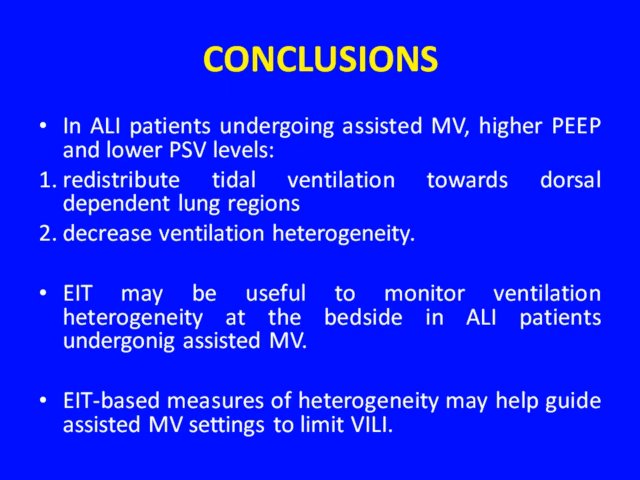 CONCLUSIONS
• In ALI patients undergoing assisted MV, higher PEEP
and lower PSV levels:
1. redistribute tidal ventilation towards dorsal
dependent lung regions
2. decrease ventilation heterogeneity.
• EIT may be useful to monitor ventilation
heterogeneity at the bedside in ALI patients
undergonig assisted MV.
• EIT-based measures of heterogeneity may help guide
assisted MV settings to limit VILI.